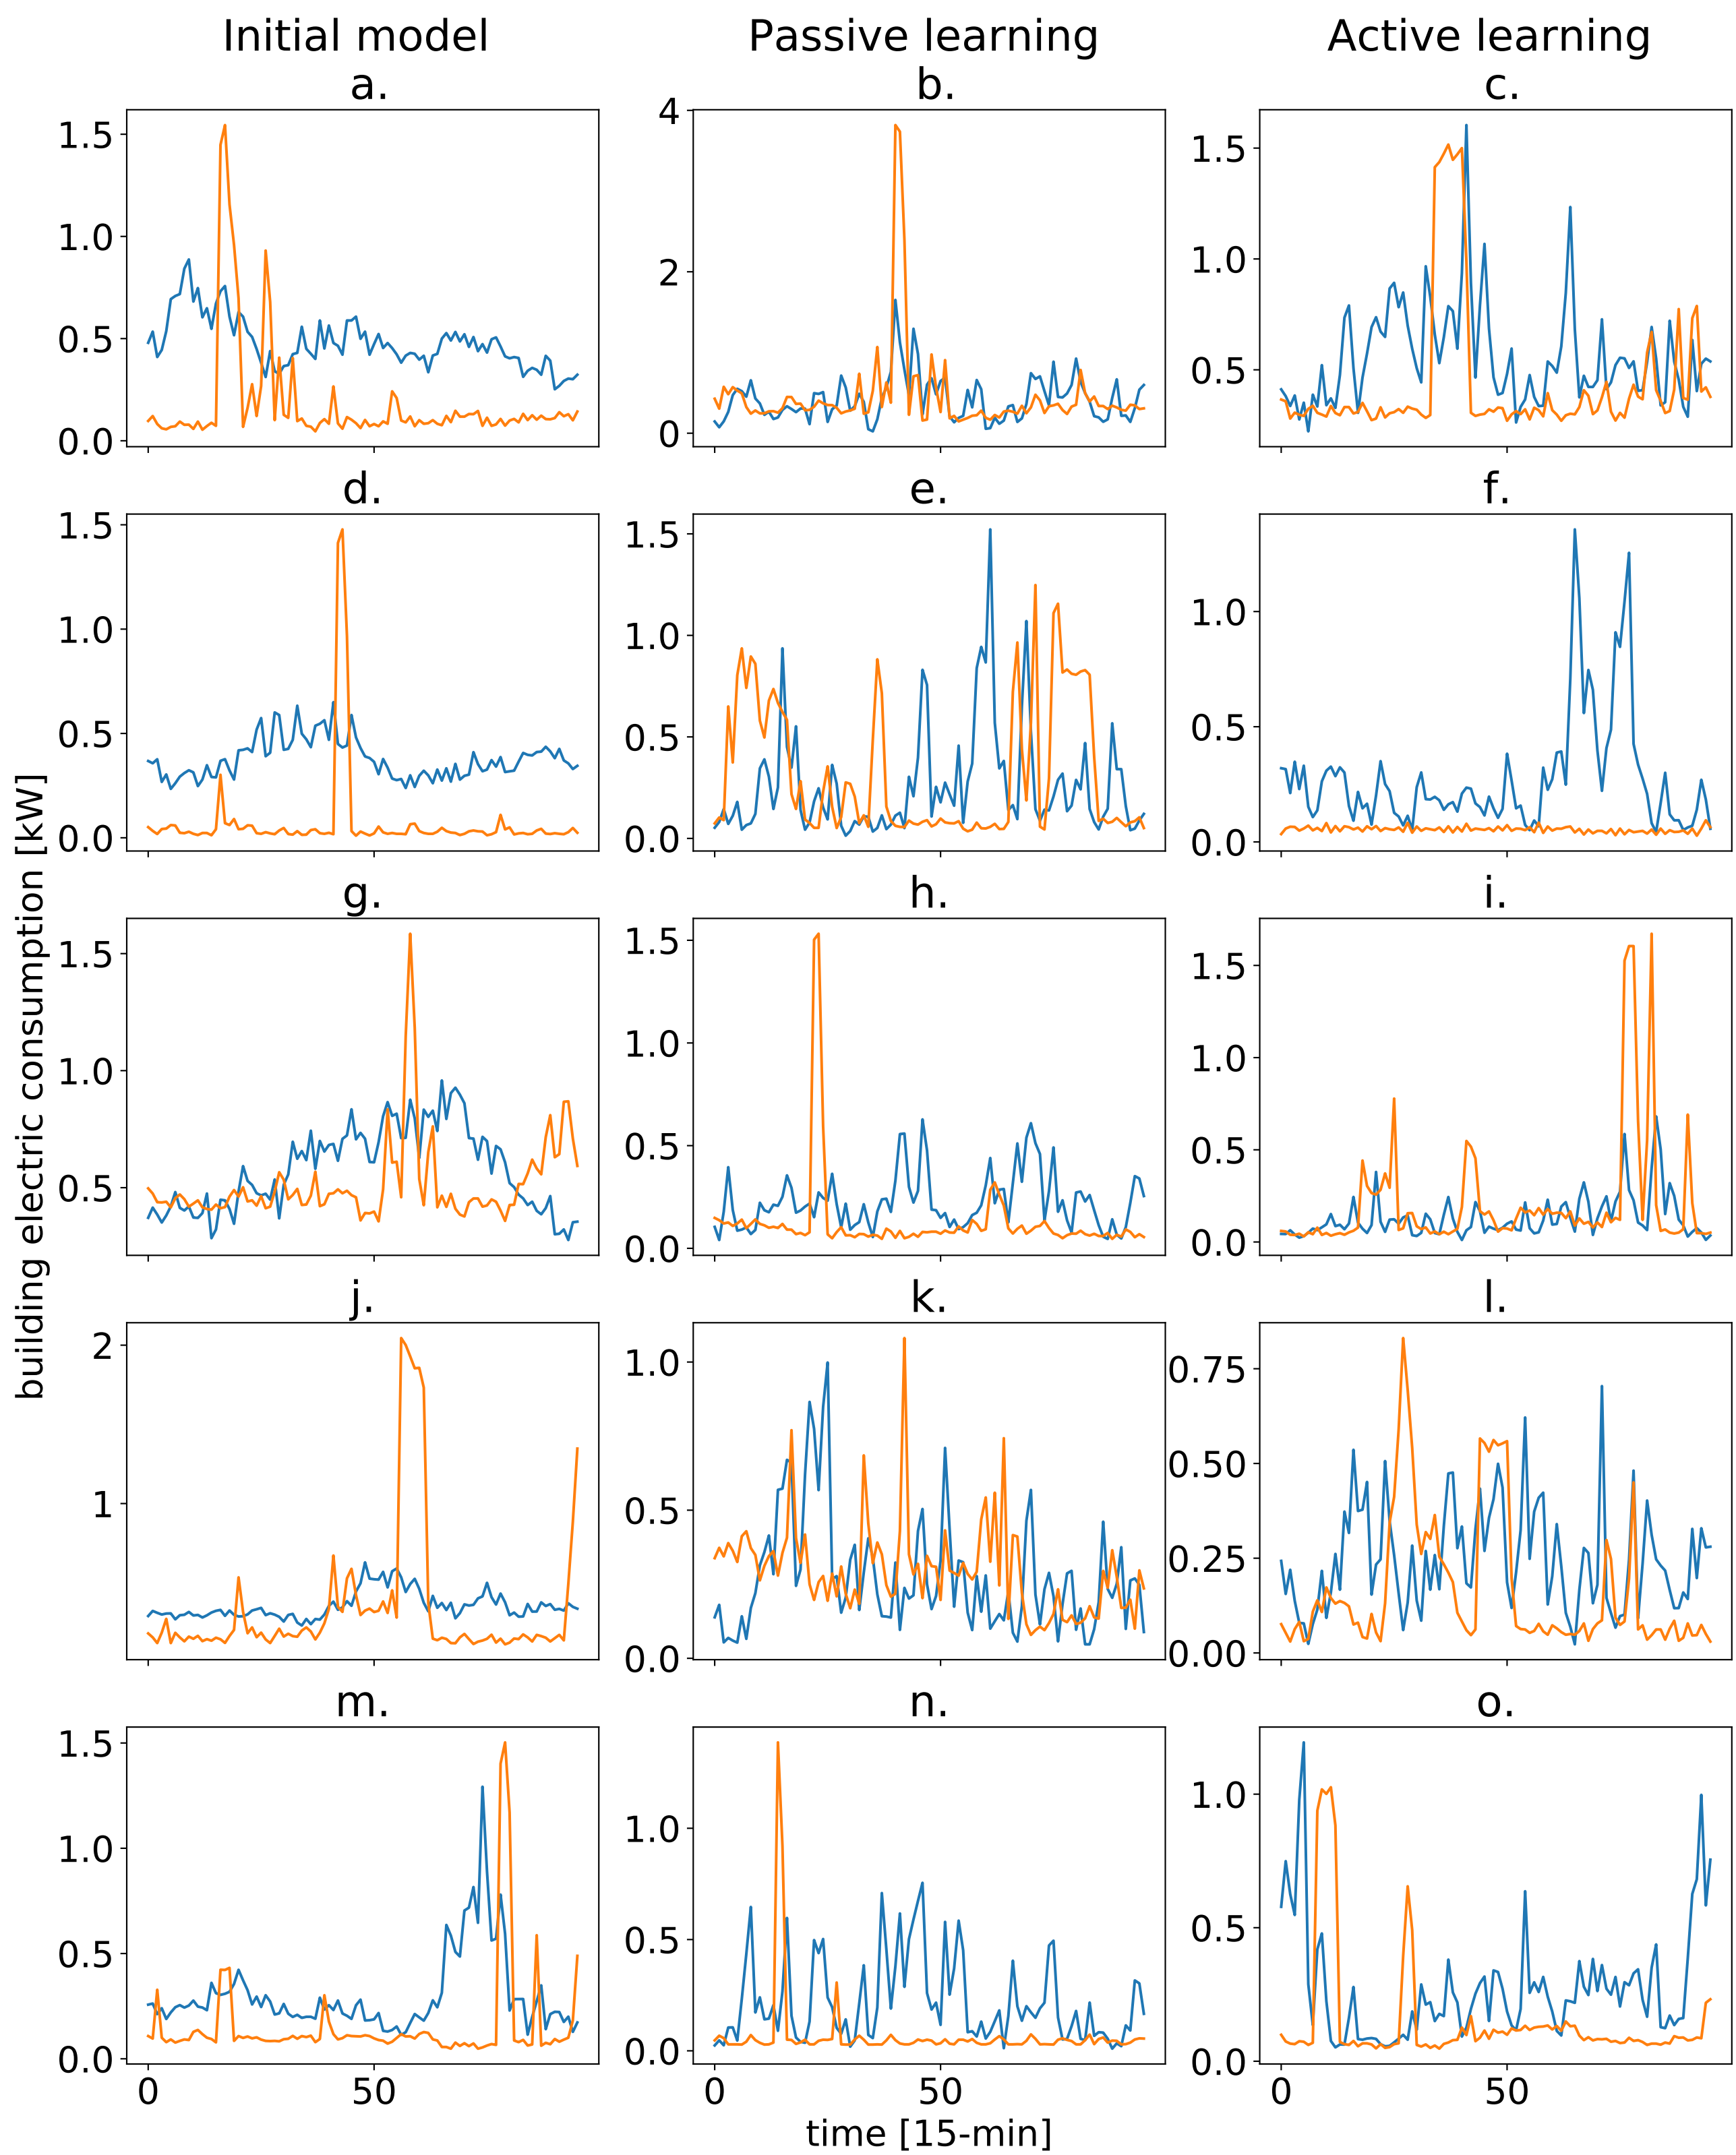 Initial model
Passive learning
Active learning
a.
b.
c.
1.5
1.0
0.5
0.0
4
2
0
1.5
1.0
0.5
d.
e.
f.
1.5
1.0
0.5
0.0
1.5
1.0
0.5
0.0
1.0
0.5
0.0
g.
h.
i.
1.5
1.0
0.5
1.5
1.0
0.5
0.0
1.5
1.0
0.5
0.0
j.
k.
l.
2
1
1.0
0.5
0.0
0.75
0.50
0.25
0.00
m.
n.
o.
1.5
1.0
0.5
0.0
1.0
0.5
0.0
1.0
0.5
0.0
0 50
0 50
0 50
building electric consumption [kW]
time [15-min]